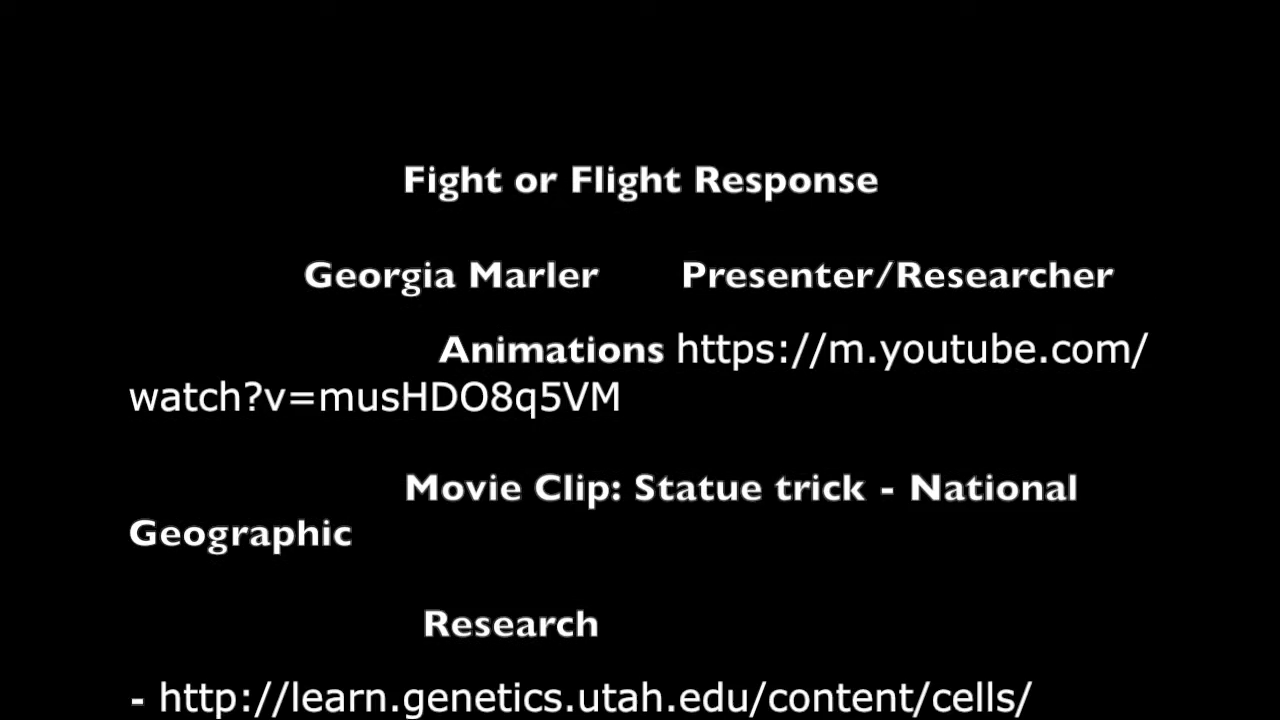 Fight or Flight Response
Georgia Marler Presenter/Researcher
Animations https://m.youtube.com/
watch?v=musHDO8q5VM
Movie Clip: Statue trick - National
Geographic
Research
- http://learn.genetics.utah.edu/content/cells/